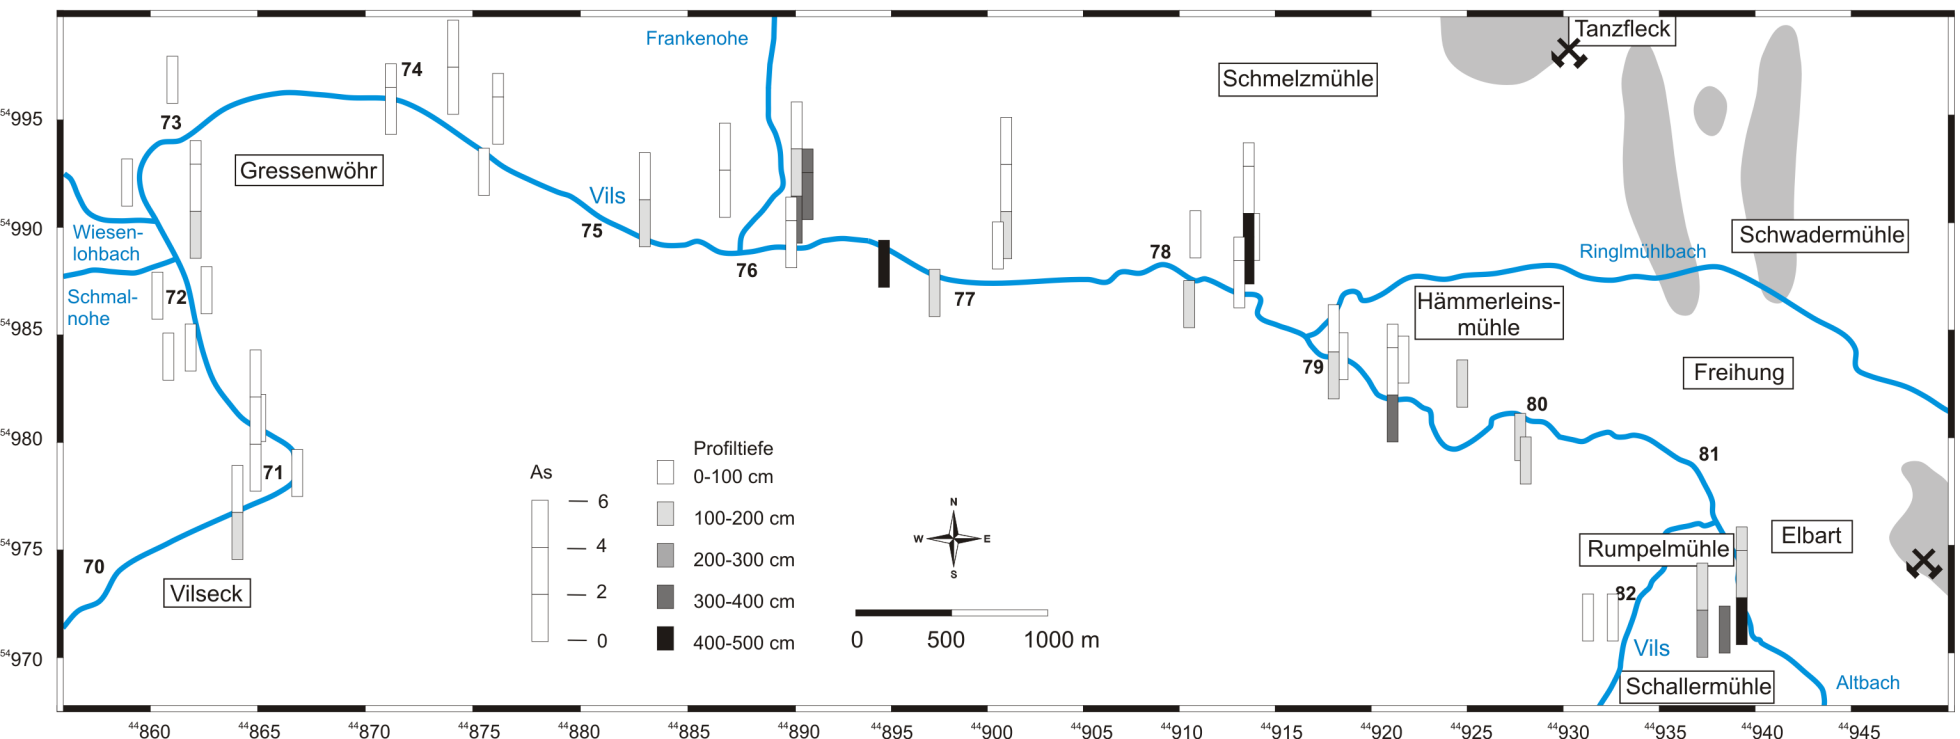 Tanzfleck
Frankenohe
Schmelzmühle
74
⁵⁴995
73
Gressenwöhr
Vils
75
⁵⁴990
Wiesen-
lohbach
76
78
Ringlmühlbach
Schwadermühle
Schmal-
nohe
72
77
Hämmerleins-
mühle
⁵⁴985
79
Freihung
80
⁵⁴980
71
81
Profiltiefe
As
0-100 cm
6
100-200 cm
4
200-300 cm
2
300-400 cm
0
400-500 cm
N
W
E
S
0
500
1000 m
⁵⁴975
70
Vilseck
Rumpelmühle
Elbart
82
Vils
⁵⁴970
Schallermühle
Altbach
⁴⁴860
⁴⁴865
⁴⁴870
⁴⁴875
⁴⁴880
⁴⁴885
⁴⁴890
⁴⁴895
⁴⁴900
⁴⁴905
⁴⁴910
⁴⁴915
⁴⁴920
⁴⁴925
⁴⁴930
⁴⁴935
⁴⁴940
⁴⁴945